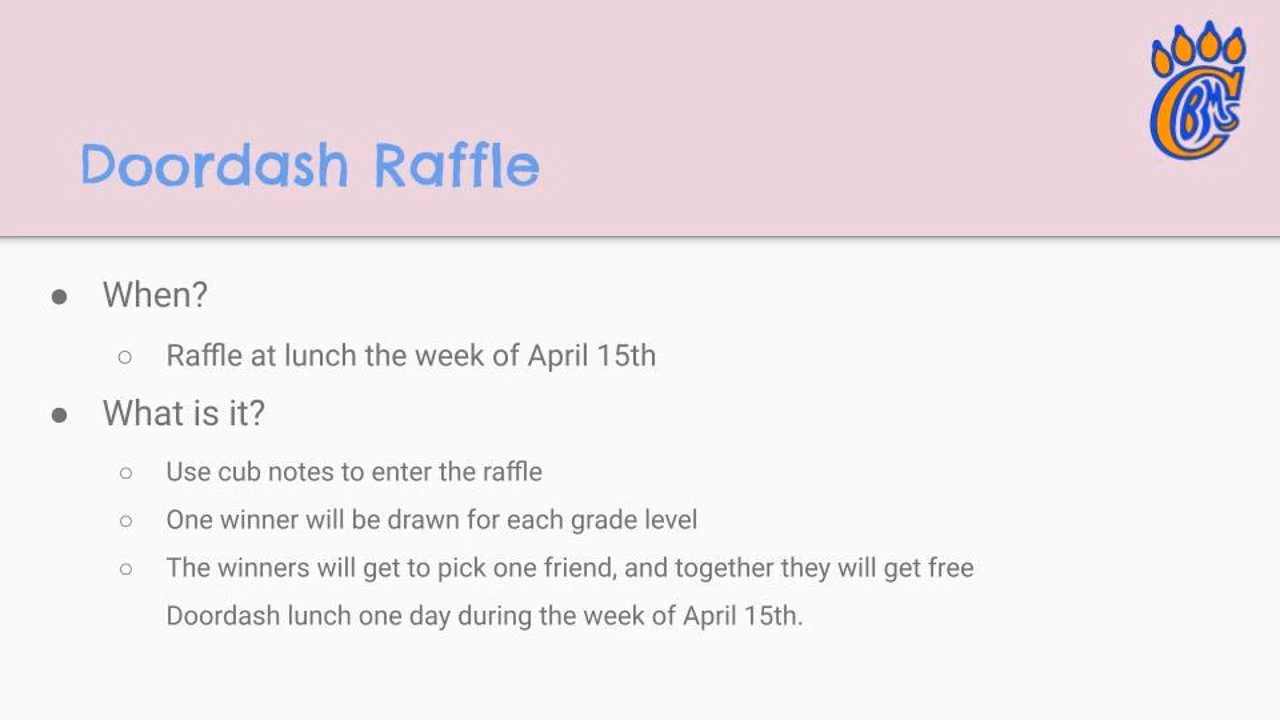 CBMS
Doordash Raffle
● When?
○ Raffle at lunch the week of April 15th
● What is it?
○ Use cub notes to enter the raffle
○ One winner will be drawn for each grade level
○ The winners will get to pick one friend, and together they will get free
Doordash lunch one day during the week of April 15th.